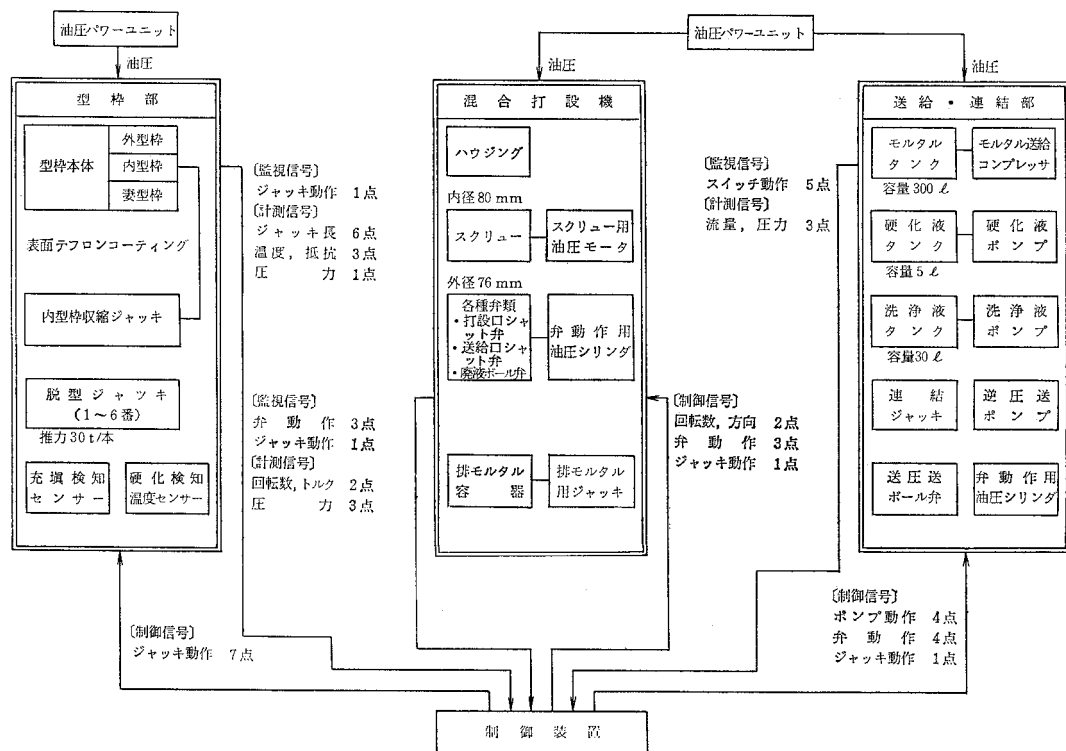 油圧パワーユニット
油圧
型枠部
型枠本体
外型枠
内型枠
妻型枠
表面テフロンコーティング
内型枠収縮ジャッキ
脱型ジャツキ
(1～6番)
推力30t/本
充塡検知
センサー
硬化検知
温度センサー
〔監視信号〕
ジャッキ動作 1点
〔計測信号〕
ジャッキ長 6点
温度，抵抗 3点
圧力 1点
〔制御信号〕
ジャッキ動作 7点
油圧パワーユニット
油圧
混合打設機
ハウジング
内径80mm
スクリュー
スクリュー用
油圧モータ
外径76mm
各種弁類
・打設口シャット弁
・送給口シャット弁
・廃液ボール弁
弁動作用
油圧シリンダ
排モルタル
容器
排モルタル
用ジャッキ
〔監視信号〕
弁動作 3点
ジャッキ動作 1点
〔計測信号〕
回転数，トルク 2点
圧力 3点
〔制御信号〕
回転数，方向 2点
弁動作 3点
ジャッキ動作 1点
油圧
送給・連結部
モルタル
タンク
モルタル送給
コンプレッサ
容量300ℓ
硬化液
タンク
硬化液
ポンプ
容量5ℓ
洗浄液
タンク
洗浄液
ポンプ
容量30ℓ
連結
ジャッキ
逆圧送
ポンプ
送圧送
ボール弁
弁動作用
油圧シリンダ
〔監視信号〕
スイッチ動作 5点
〔計測信号〕
流量，圧力 3点
〔制御信号〕
ポンプ動作 4点
弁動作 4点
ジャッキ動作 1点
制御装置